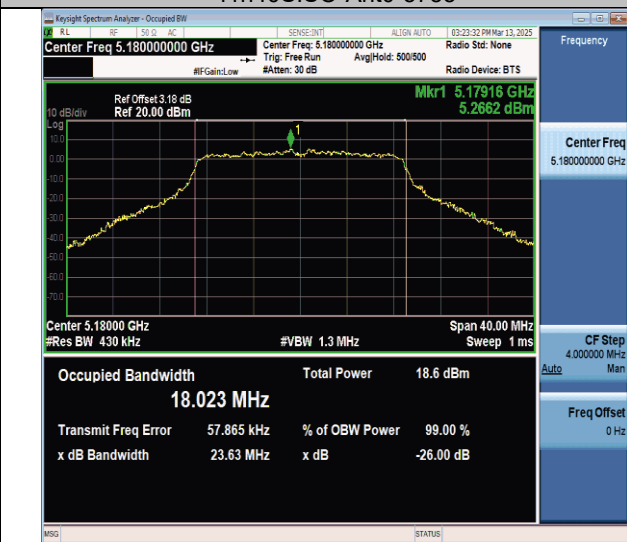 Keysight Spectrum Analyzer - Occupied BW
RL RF 50 Ω AC SENSE:INT ALIGN AUTO 03:23:32 PM Mar 13, 2025
Center Freq 5.180000000 GHz
Center Freq: 5.180000000 GHz
Radio Std: None
Trig: Free Run Avg|Hold: 500/500
#IFGain:Low #Atten: 30 dB Radio Device: BTS
Frequency
Mkr1 5.17916 GHz
5.2662 dBm
Ref Offset 3.18 dB
10 dB/div Ref 20.00 dBm
Log
1
10.0
0.00
-10.0
-20.0
-30.0
-40.0
-50.0
-60.0
-70.0
Center Freq
5.180000000 GHz
Center 5.18000 GHz Span 40.00 MHz
#Res BW 430 kHz #VBW 1.3 MHz Sweep 1 ms
CF Step
4.000000 MHz
Auto Man
Occupied Bandwidth Total Power 18.6 dBm
18.023 MHz
Transmit Freq Error 57.865 kHz % of OBW Power 99.00 %
x dB Bandwidth 23.63 MHz x dB -26.00 dB
Freq Offset
0 Hz
MSG STATUS